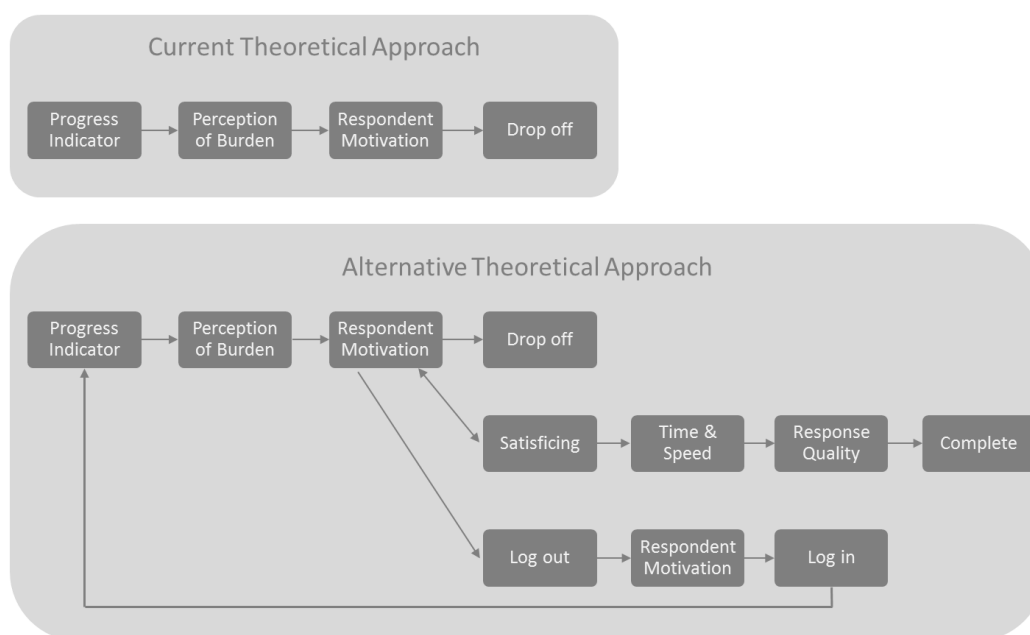 Current Theoretical Approach
Progress
Indicator
Perception
of Burden
Respondent
Motivation
Drop off
Alternative Theoretical Approach
Progress
Indicator
Perception
of Burden
Respondent
Motivation
Drop off
Satisficing
Time &
Speed
Response
Quality
Complete
Log out
Respondent
Motivation
Log in